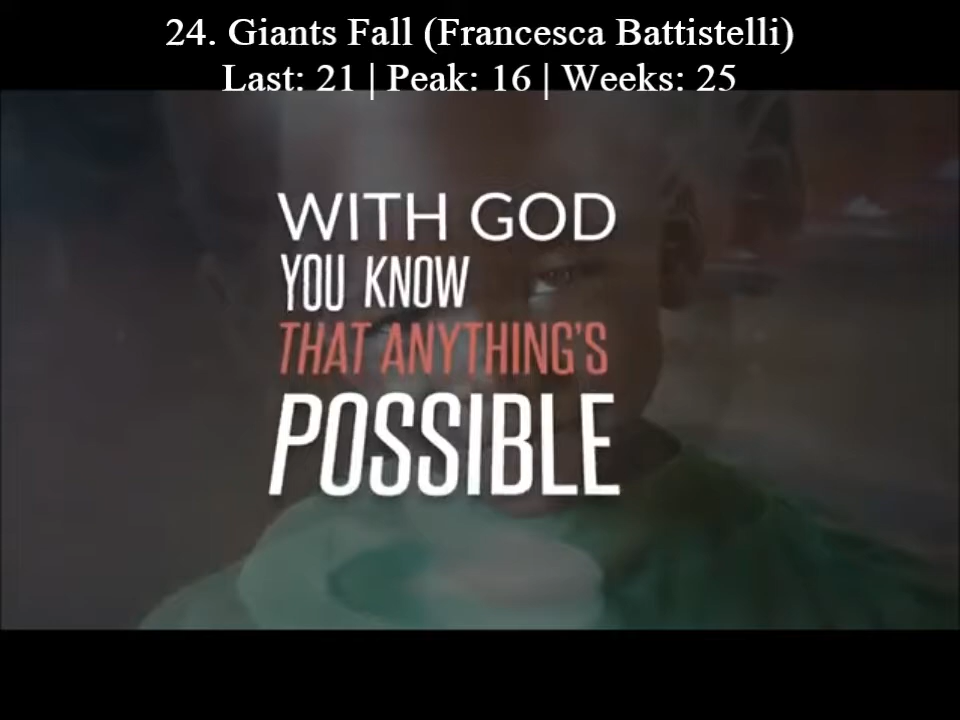 24. Giants Fall (Francesca Battistelli)
Last: 21 | Peak: 16 | Weeks: 25
WITH GOD
YOU KNOW
THAT ANYTHING'S
POSSIBLE